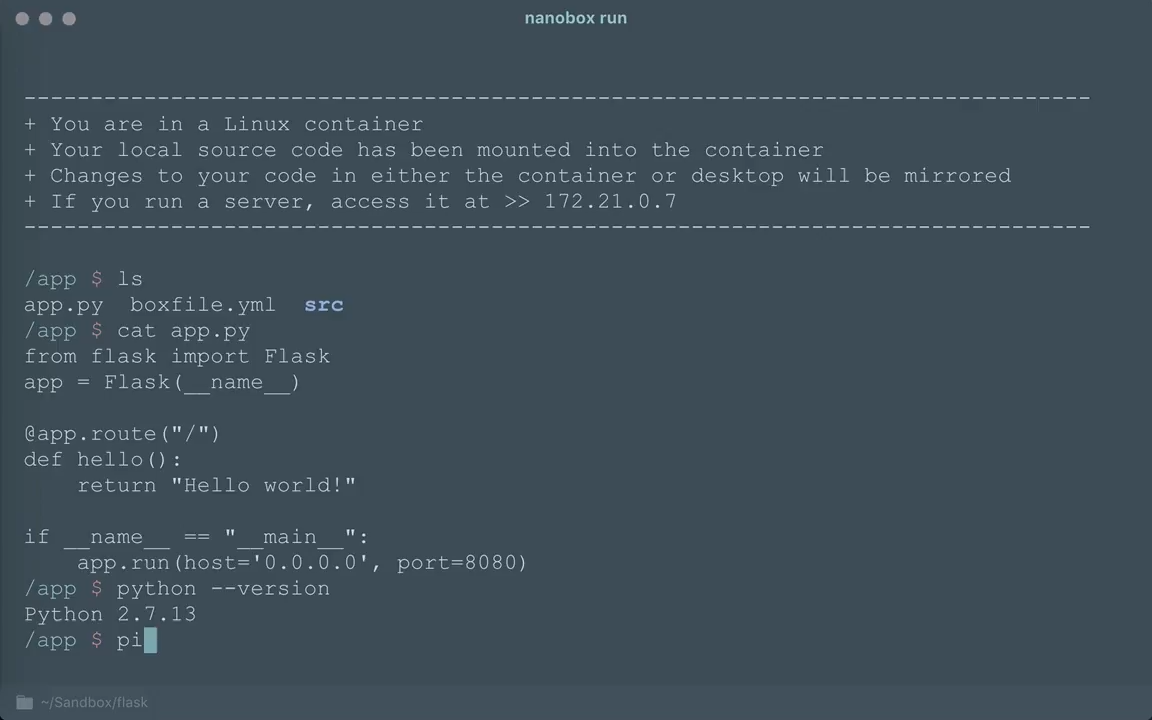 nanobox run
--------------------------------------------------------------------------------
+ You are in a Linux container
+ Your local source code has been mounted into the container
+ Changes to your code in either the container or desktop will be mirrored
+ If you run a server, access it at >> 172.21.0.7
--------------------------------------------------------------------------------
/app $ ls
app.py  boxfile.yml  src
/app $ cat app.py
from flask import Flask
app = Flask(__name__)
@app.route("/")
def hello():
    return "Hello world!"
if __name__ == "__main__":
    app.run(host='0.0.0.0', port=8080)
/app $ python --version
Python 2.7.13
/app $ pi
~/Sandbox/flask